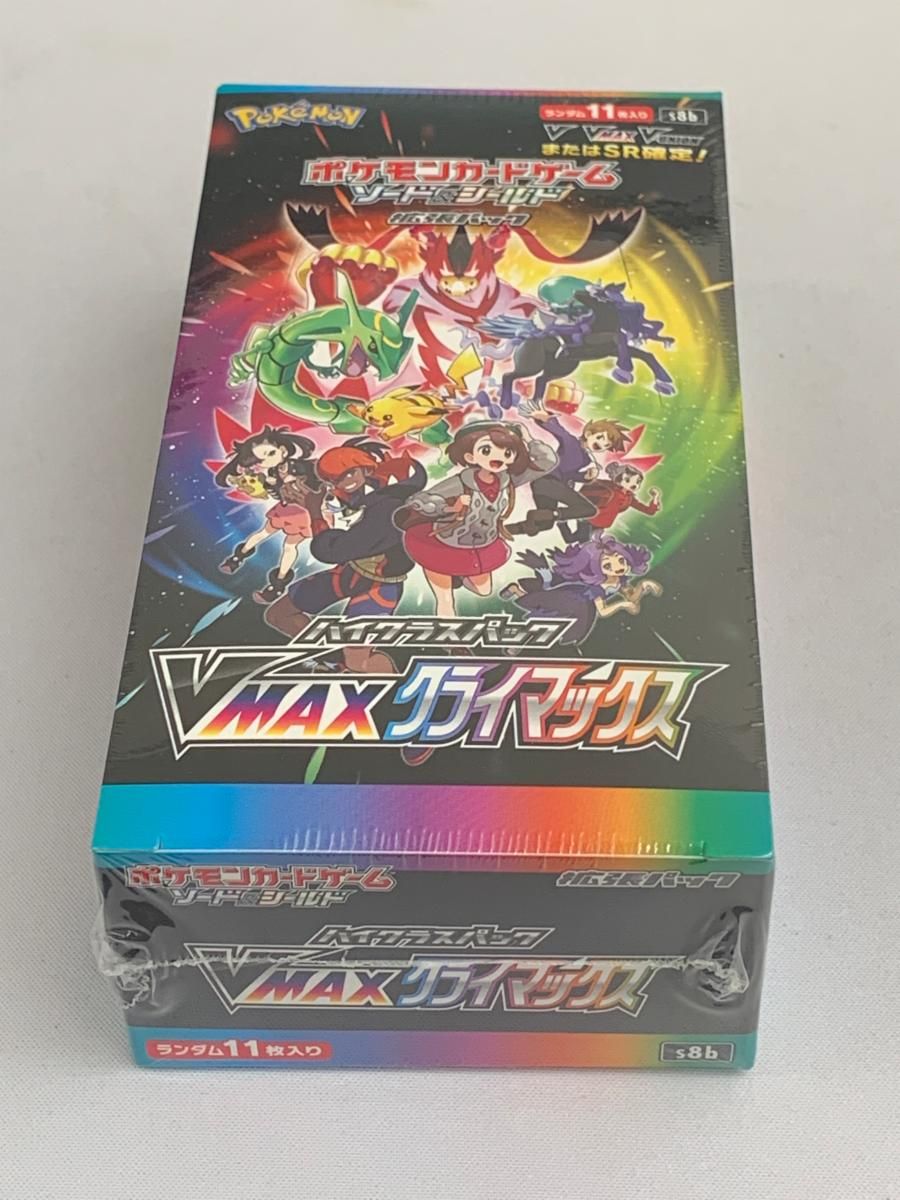 POKÉMON
ランダム11枚入り
s8b
V VMAX V-UNION
またはSR確定!
ポケモンカードゲーム
ソード&シールド
拡張パック
ハイクラスパック
VMAXクライマックス
ポケモンカードゲーム
ソード&シールド
拡張パック
ハイクラスパック
VMAXクライマックス
ランダム11枚入り
s8b